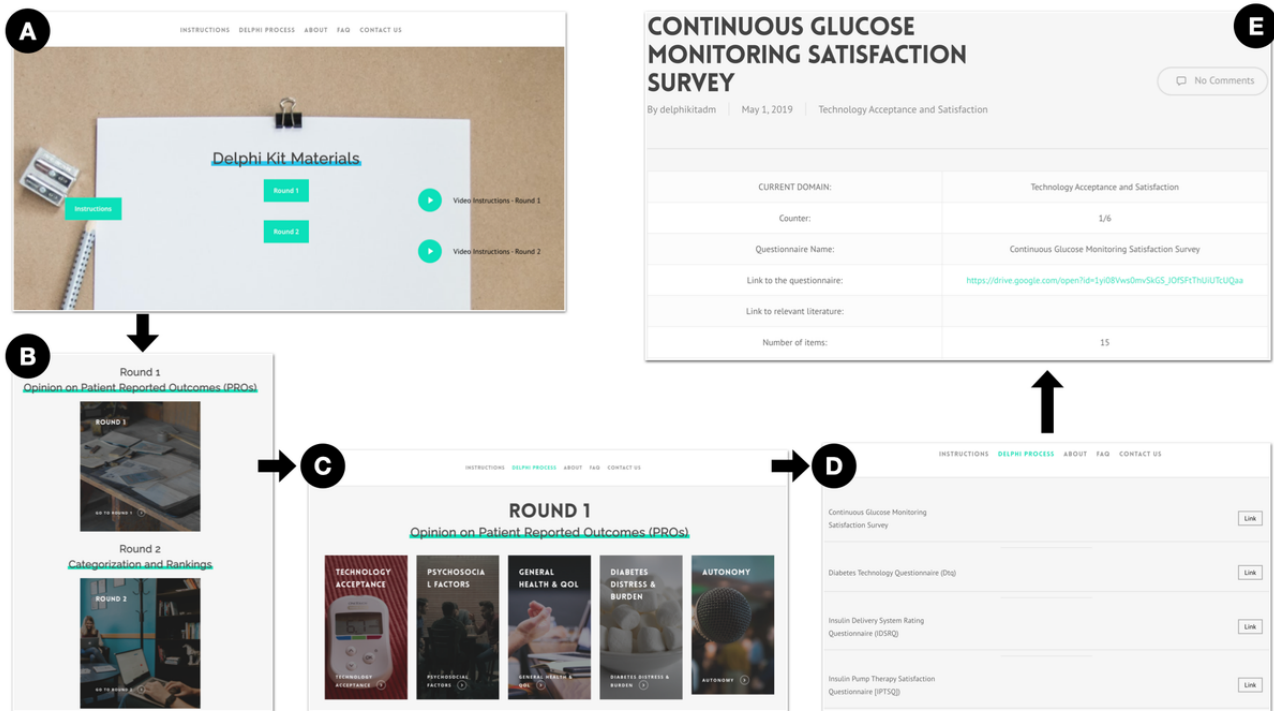 A
INSTRUCTIONS DELPHI PROCESS ABOUT FAQ CONTACT US
Delphi Kit Materials
Instructions
Round 1
Round 2
Video Instructions - Round 1
Video Instructions - Round 2
B
Round 1
Opinion on Patient Reported Outcomes (PROs)
ROUND 1
GO TO ROUND 1
Round 2
Categorization and Rankings
ROUND 2
GO TO ROUND 2
C
INSTRUCTIONS DELPHI PROCESS ABOUT FAQ CONTACT US
ROUND 1
Opinion on Patient Reported Outcomes (PROs)
TECHNOLOGY
ACCEPTANCE
TECHNOLOGY
ACCEPTANCE
PSYCHOSOCIA
L FACTORS
PSYCHOSOCIAL
FACTORS
GENERAL
HEALTH & QOL
GENERAL HEALTH &
QOL
DIABETES
DISTRESS &
BURDEN
DIABETES DISTRESS &
BURDEN
AUTONOMY
AUTONOMY
D
INSTRUCTIONS DELPHI PROCESS ABOUT FAQ CONTACT US
Continuous Glucose Monitoring
Satisfaction Survey
Link
Diabetes Technology Questionnaire (Dtq)
Link
Insulin Delivery System Rating
Questionnaire (IDSRQ)
Link
Insulin Pump Therapy Satisfaction
Questionnaire [IPTSQ])
Link
E
CONTINUOUS GLUCOSE
MONITORING SATISFACTION
SURVEY
No Comments
By delphikitadm May 1, 2019 Technology Acceptance and Satisfaction
CURRENT DOMAIN: Technology Acceptance and Satisfaction
Counter: 1/6
Questionnaire Name: Continuous Glucose Monitoring Satisfaction Survey
Link to the questionnaire:
Link to relevant literature:
Number of items: 15